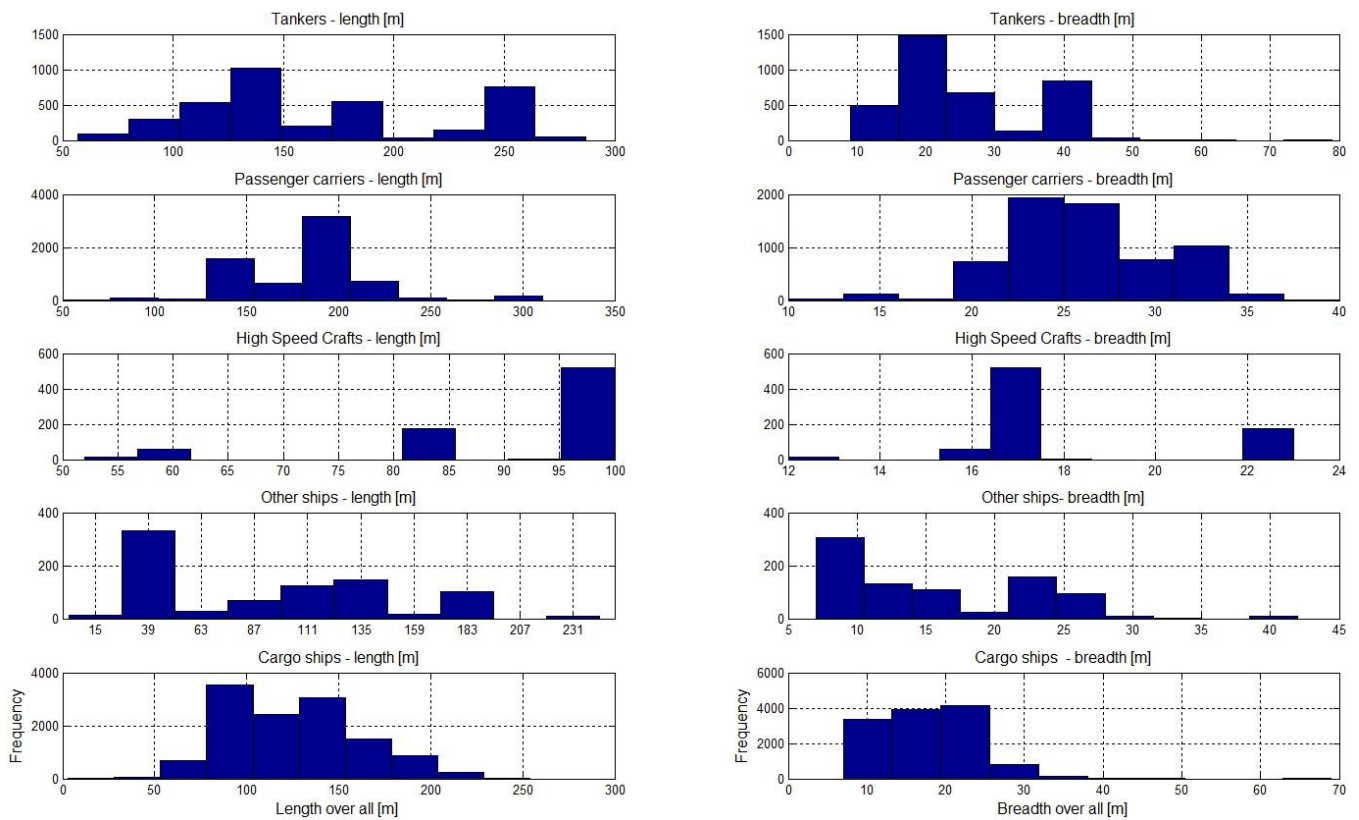 Tankers - length [m]
1500
1000
500
0
50 100 150 200 250 300
Tankers - breadth [m]
1500
1000
500
0
0 10 20 30 40 50 60 70 80
Passenger carriers - length [m]
4000
2000
0
50 100 150 200 250 300 350
Passenger carriers - breadth [m]
2000
1000
0
10 15 20 25 30 35 40
High Speed Crafts - length [m]
600
400
200
0
50 55 60 65 70 75 80 85 90 95 100
High Speed Crafts - breadth [m]
600
400
200
0
12 14 16 18 20 22 24
Other ships - length [m]
400
200
0
15 39 63 87 111 135 159 183 207 231
Other ships- breadth [m]
400
200
0
5 10 15 20 25 30 35 40 45
Cargo ships - length [m]
4000
2000
0
Frequency
0 50 100 150 200 250 300
Length over all [m]
Cargo ships - breadth [m]
6000
4000
2000
0
Frequency
0 10 20 30 40 50 60 70
Breadth over all [m]